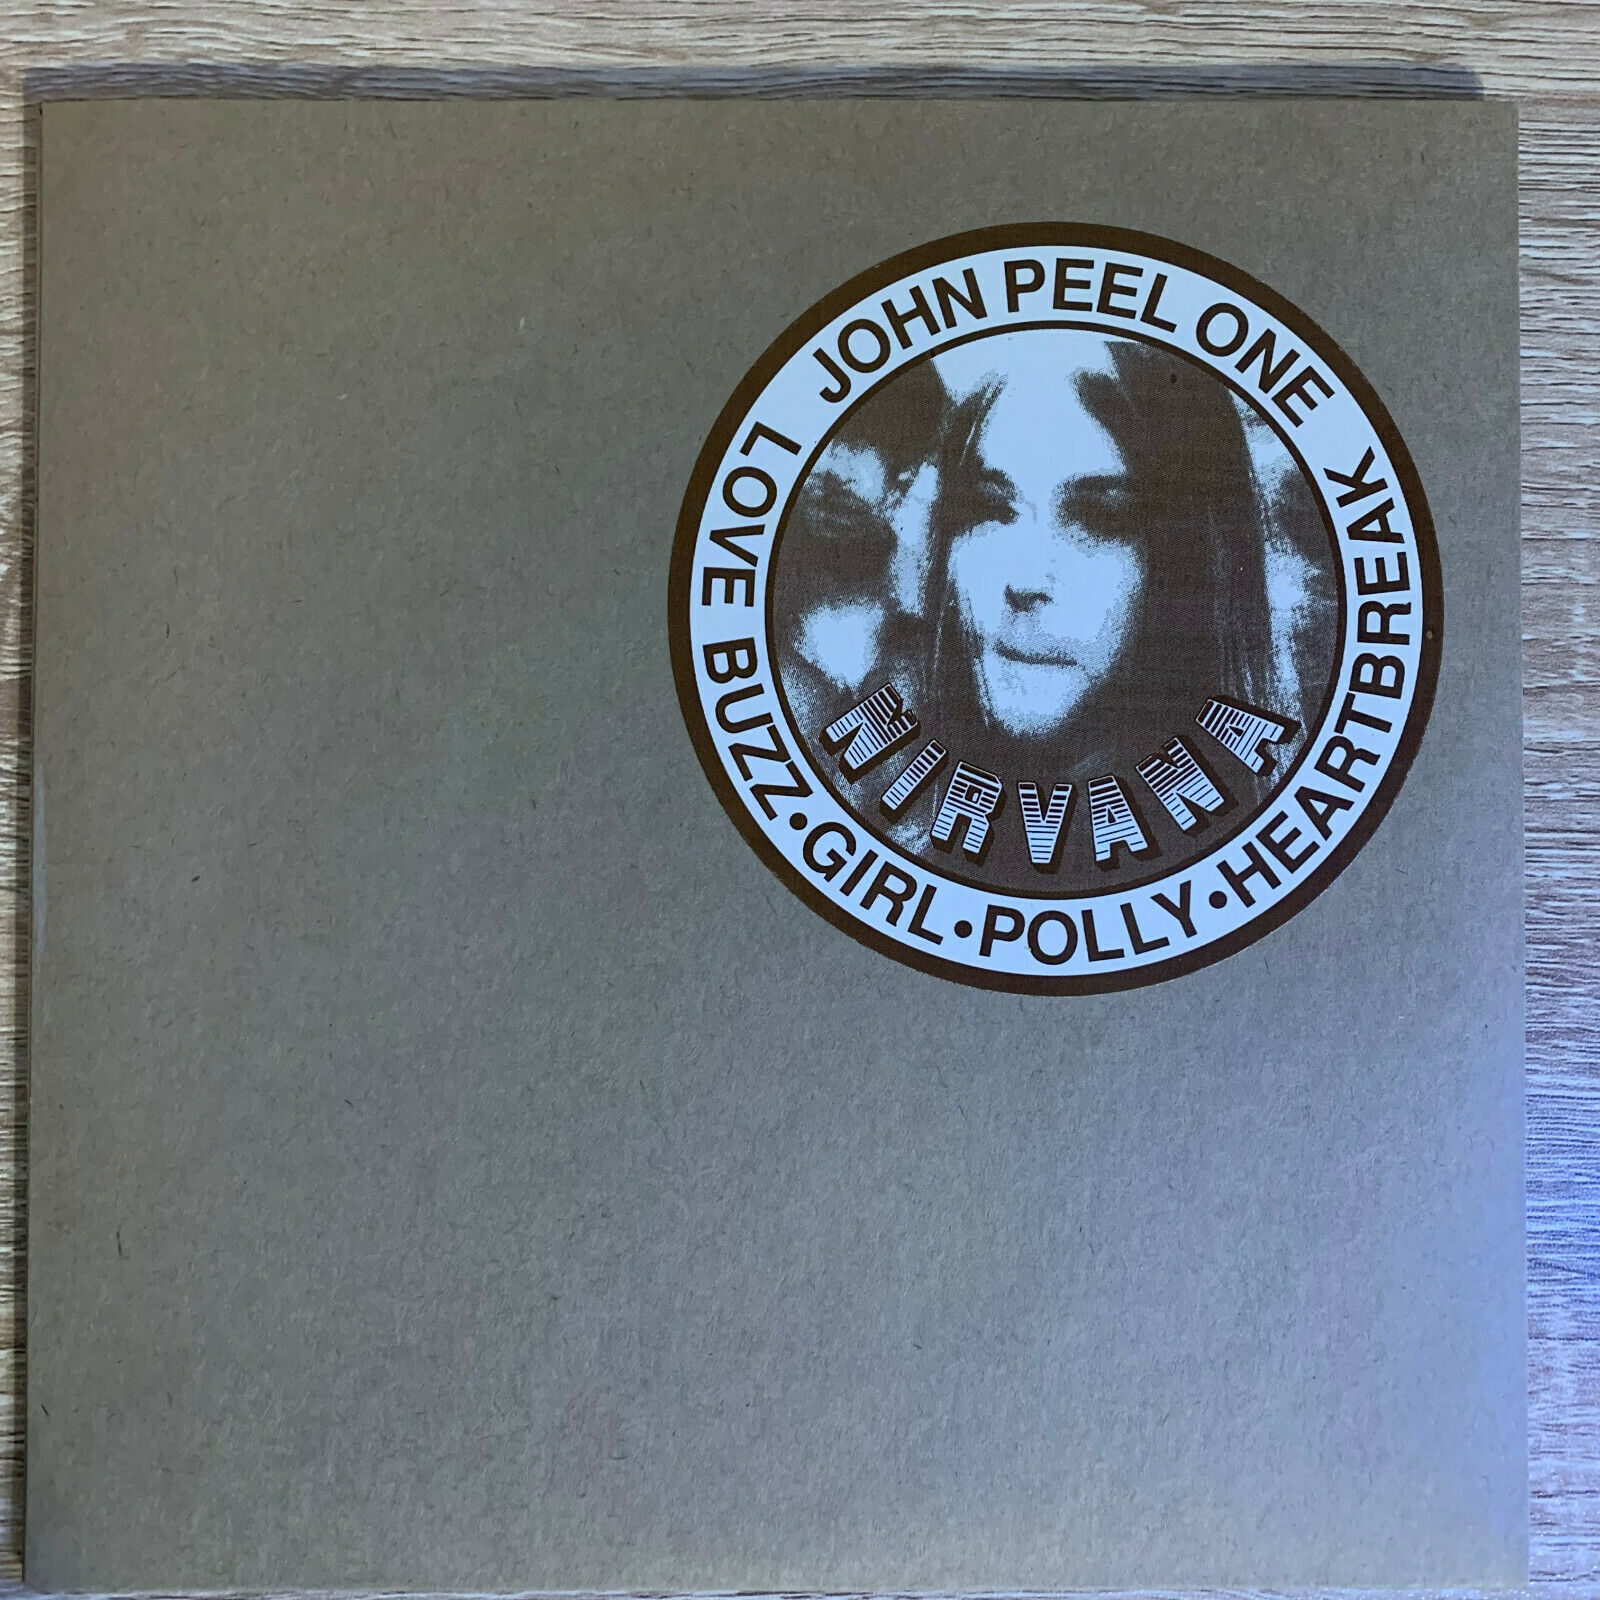 JOHN PEEL ONE
LOVE BUZZ•GIRL•POLLY•HEARTBREAK
NIRVANA